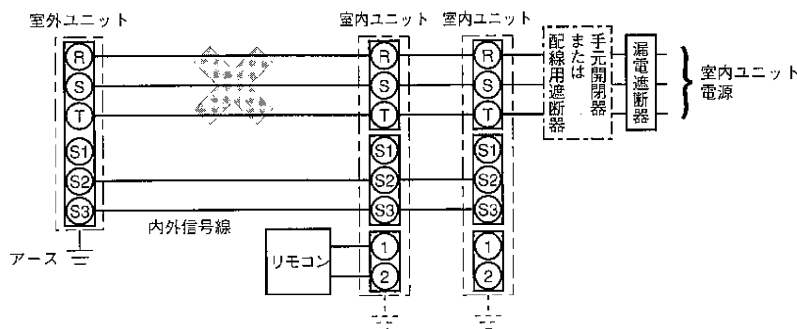 室外ユニット
室内ユニット
室内ユニット
R
S
T
S1
S2
S3
アース
内外信号線
R
S
T
S1
S2
S3
1
2
リモコン
R
S
T
S1
S2
S3
1
2
手元開閉器
または
配線用遮断器
漏電遮断器
室内ユニット
電源